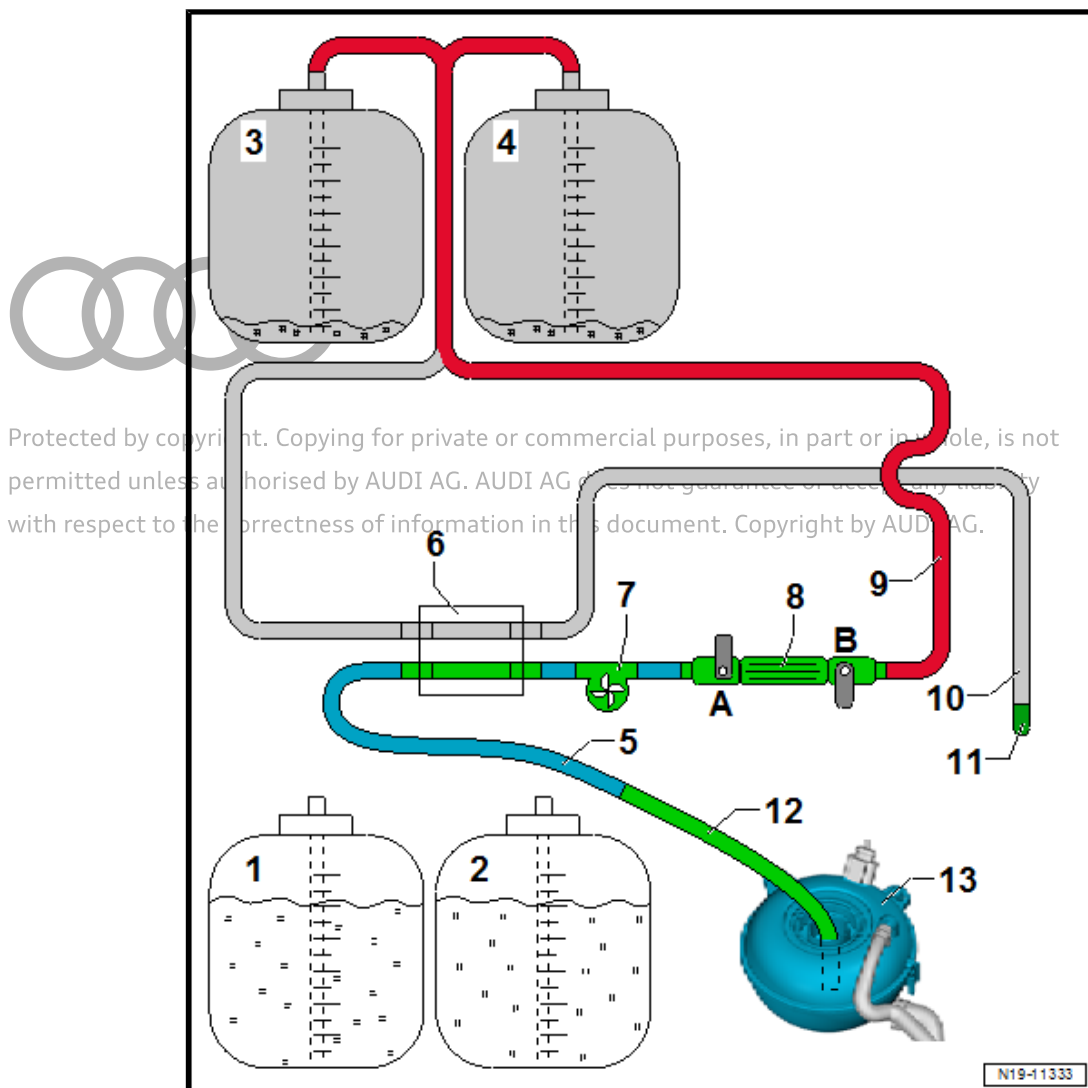 3
4
Protected by copyright. Copying for private or commercial purposes, in part or in whole, is not
permitted unless authorised by AUDI AG. AUDI AG does not guarantee or accept any liability
with respect to the correctness of information in this document. Copyright by AUDI AG.
6
7
8
9
B
A
10
11
5
12
1
2
13
N19-11333